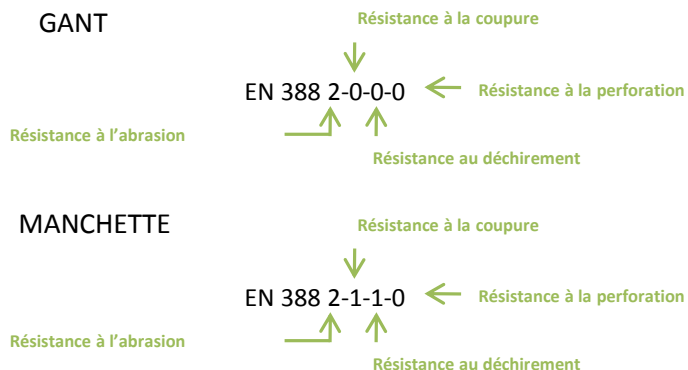 GANT
Résistance à la coupure
EN 388 2-0-0-0
Résistance à la perforation
Résistance à l’abrasion
Résistance au déchirement
MANCHETTE
Résistance à la coupure
EN 388 2-1-1-0
Résistance à la perforation
Résistance à l’abrasion
Résistance au déchirement